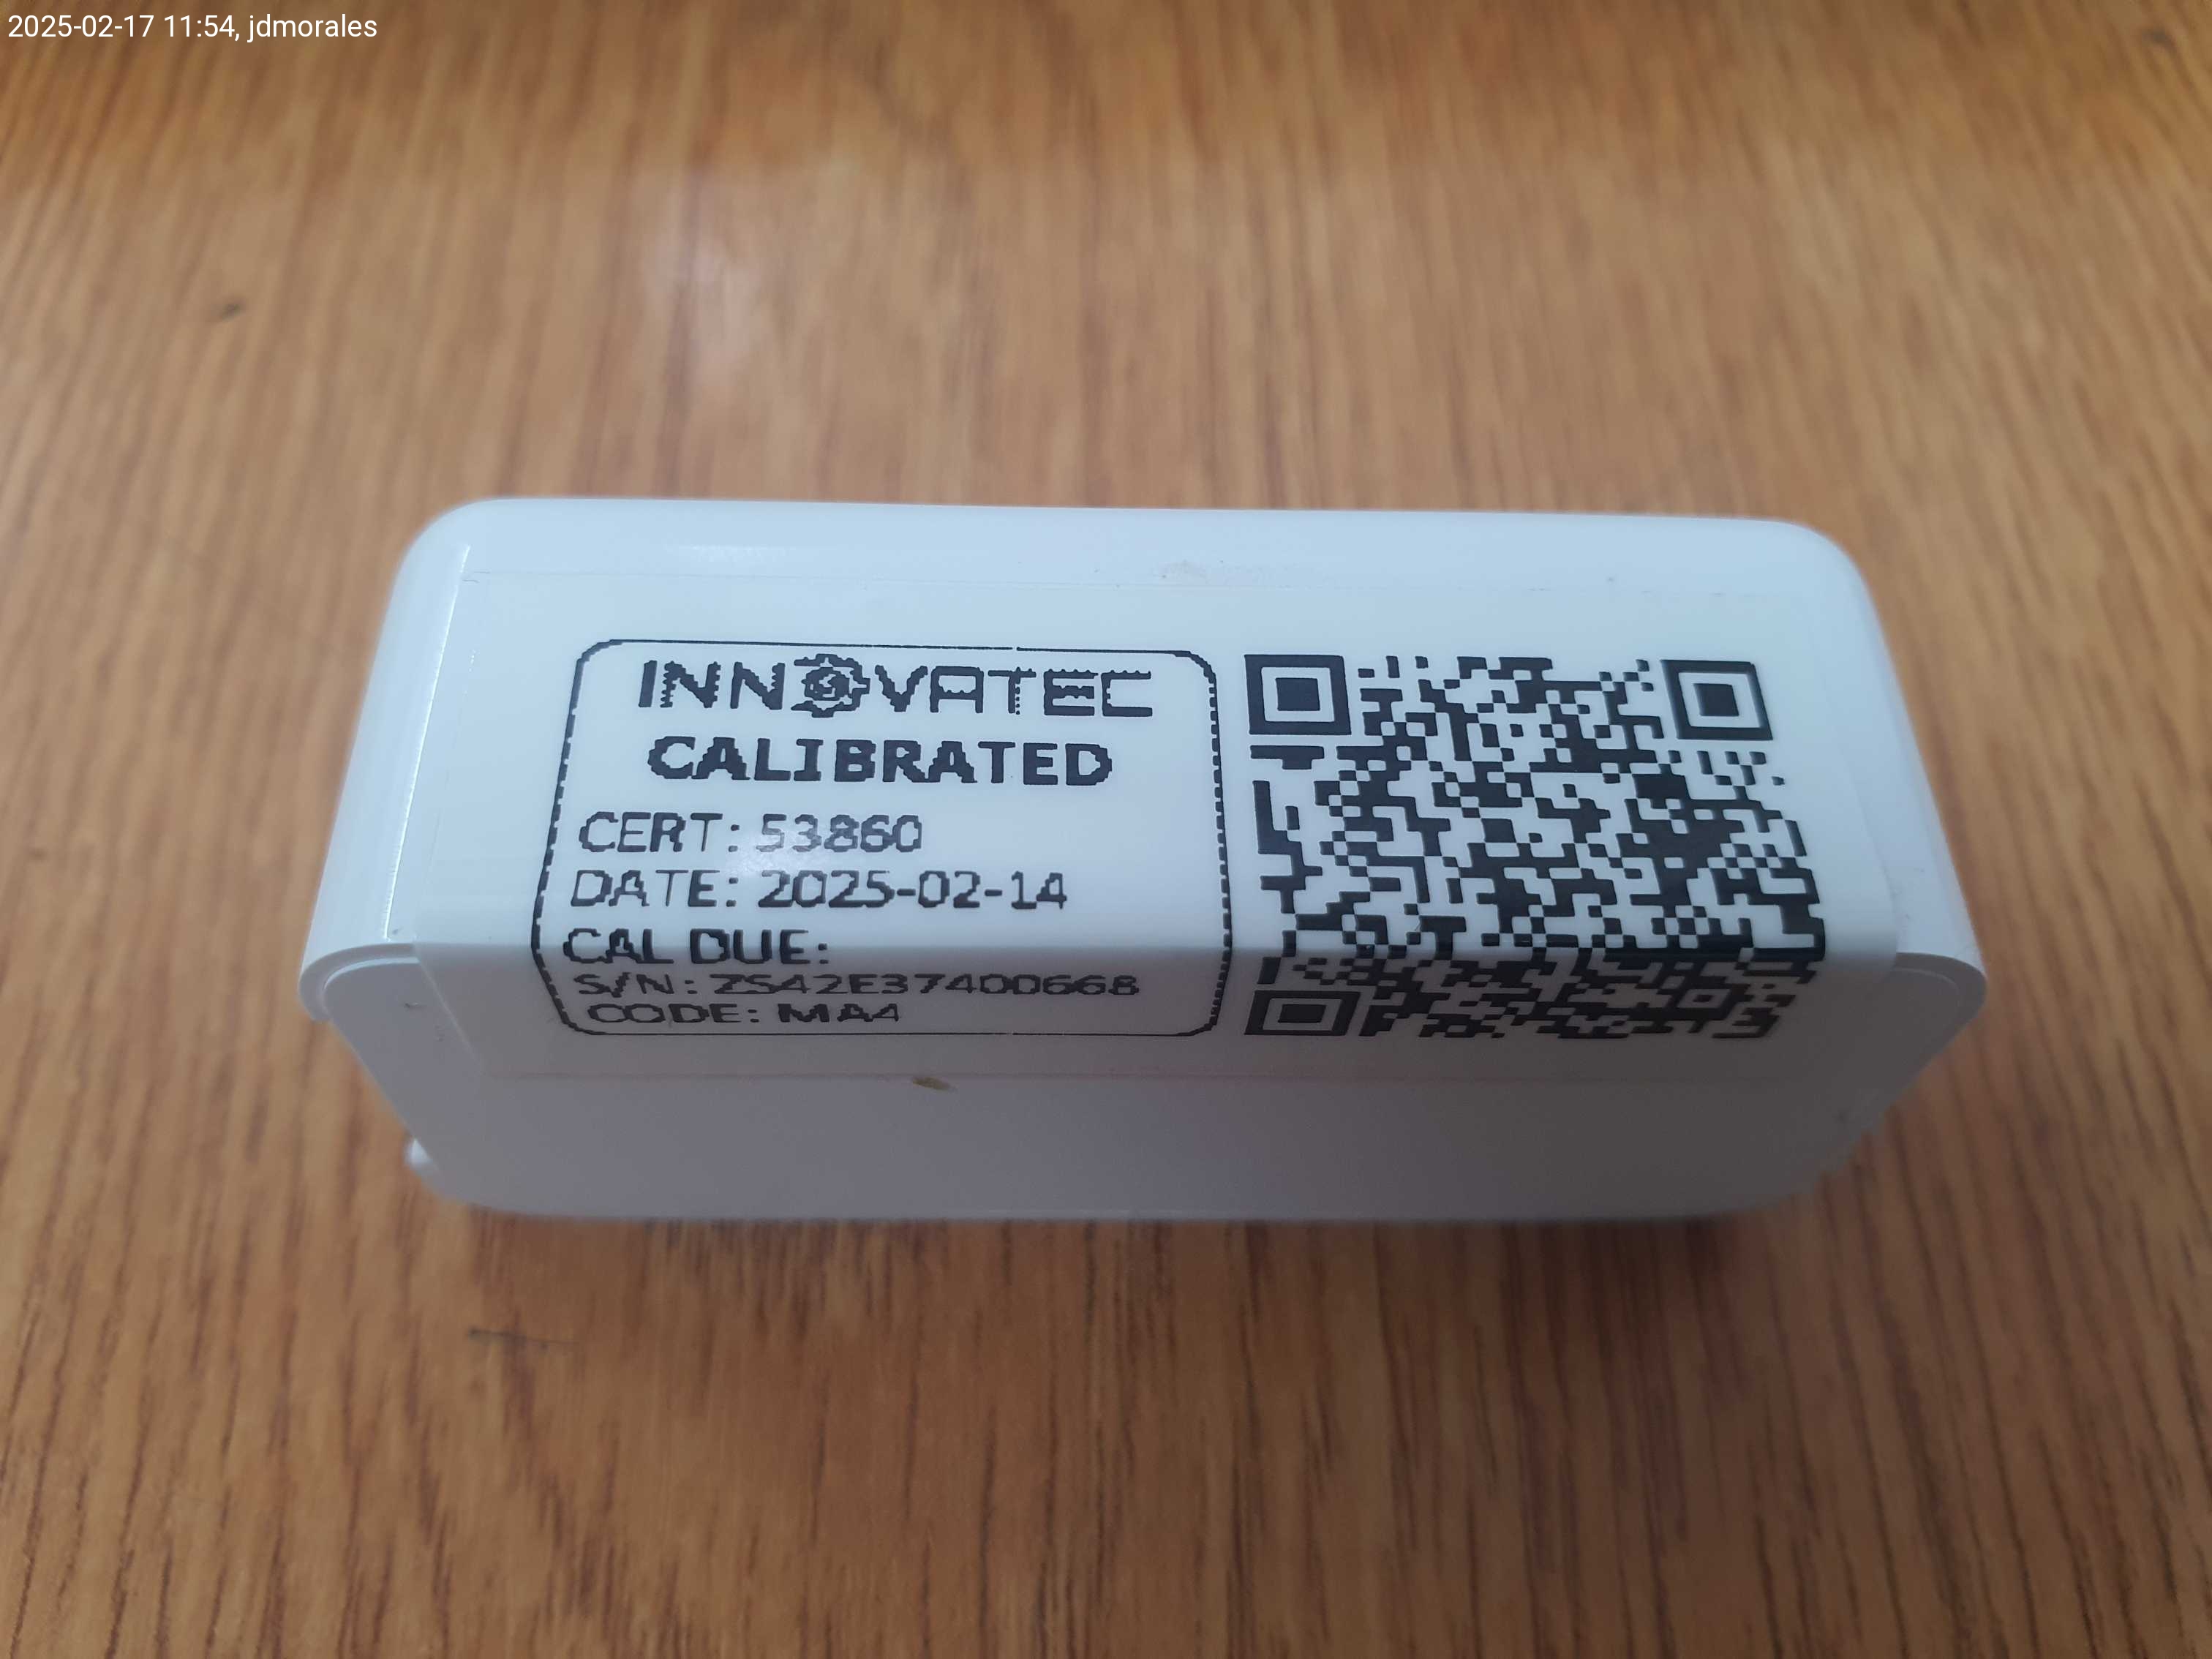 2025-02-17 11:54, jdmorales
INNOVATEC
CALIBRATED
CERT: 53860
DATE: 2025-02-14
CAL DUE:
S/N: ZS42E37400668
CODE: MA4